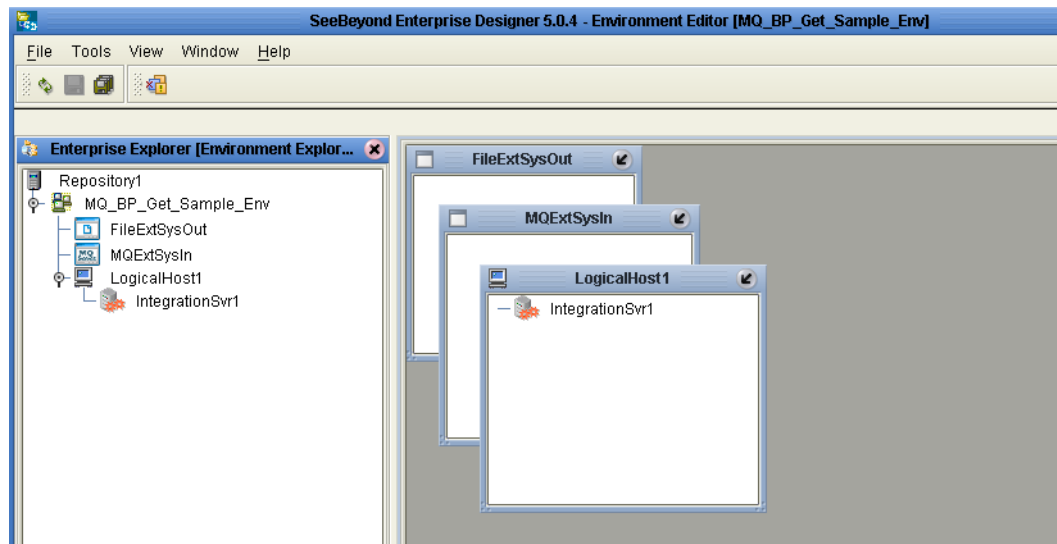 SeeBeyond Enterprise Designer 5.0.4 - Environment Editor [MQ_BP_Get_Sample_Env]
File Tools View Window Help
Enterprise Explorer [Environment Explor...
Repository1
MQ_BP_Get_Sample_Env
FileExtSysOut
MQExtSysIn
LogicalHost1
IntegrationSvr1
FileExtSysOut
MQExtSysIn
LogicalHost1
IntegrationSvr1